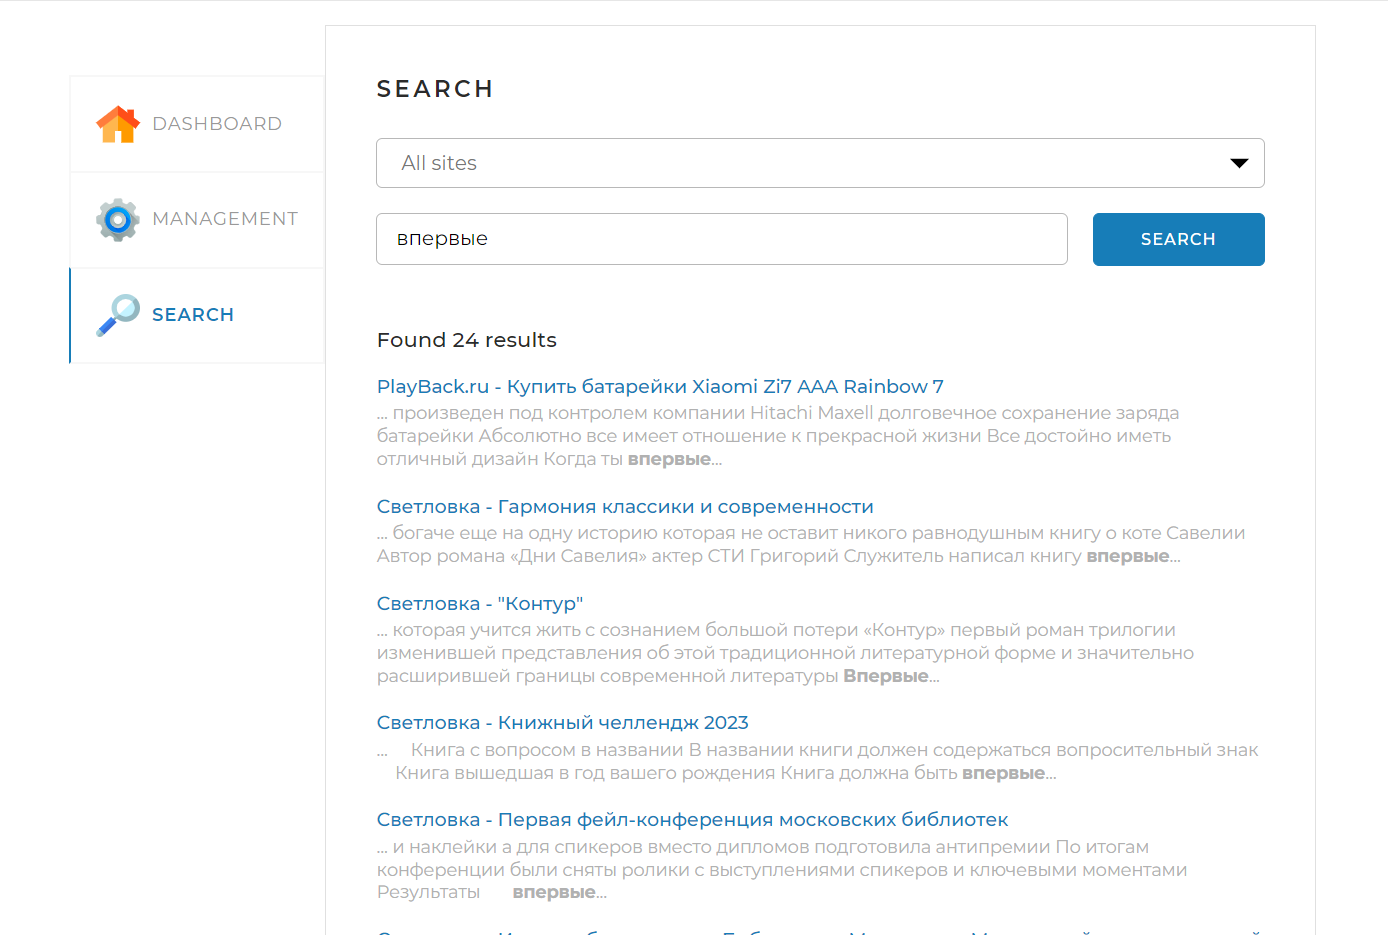 SEARCH
DASHBOARD
All sites
MANAGEMENT
впервые
SEARCH
SEARCH
Found 24 results
PlayBack.ru - Купить батарейки Xiaomi Zi7 AAA Rainbow 7
... произведен под контролем компании Hitachi Maxell долговечное сохранение заряда
батарейки Абсолютно все имеет отношение к прекрасной жизни Все достойно иметь
отличный дизайн Когда ты впервые...
Светловка - Гармония классики и современности
... богаче еще на одну историю которая не оставит никого равнодушным книгу о коте Савелии
Автор романа «Дни Савелия» актер СТИ Григорий Служитель написал книгу впервые...
Светловка - "Контур"
... которая учится жить с сознанием большой потери «Контур» первый роман трилогии
изменившей представления об этой традиционной литературной форме и значительно
расширившей границы современной литературы Впервые...
Светловка - Книжный челлендж 2023
... Книга с вопросом в названии В названии книги должен содержаться вопросительный знак
Книга вышедшая в год вашего рождения Книга должна быть впервые...
Светловка - Первая фейл-конференция московских библиотек
... и наклейки а для спикеров вместо дипломов подготовила антипремии По итогам
конференции были сняты ролики с выступлениями спикеров и ключевыми моментами
Результаты впервые...